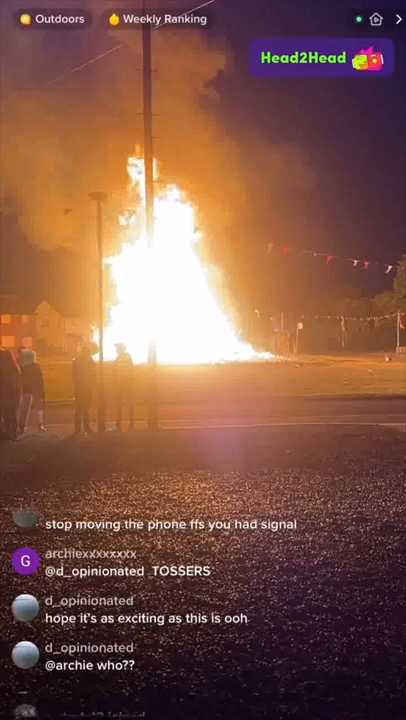 Outdoors
Weekly Ranking
Head2Head
stop moving the phone ffs you had signal
archiexxxxxxxx
@d_opinionated TOSSERS
G
d_opinionated
hope it's as exciting as this is ooh
d_opinionated
@archie who??